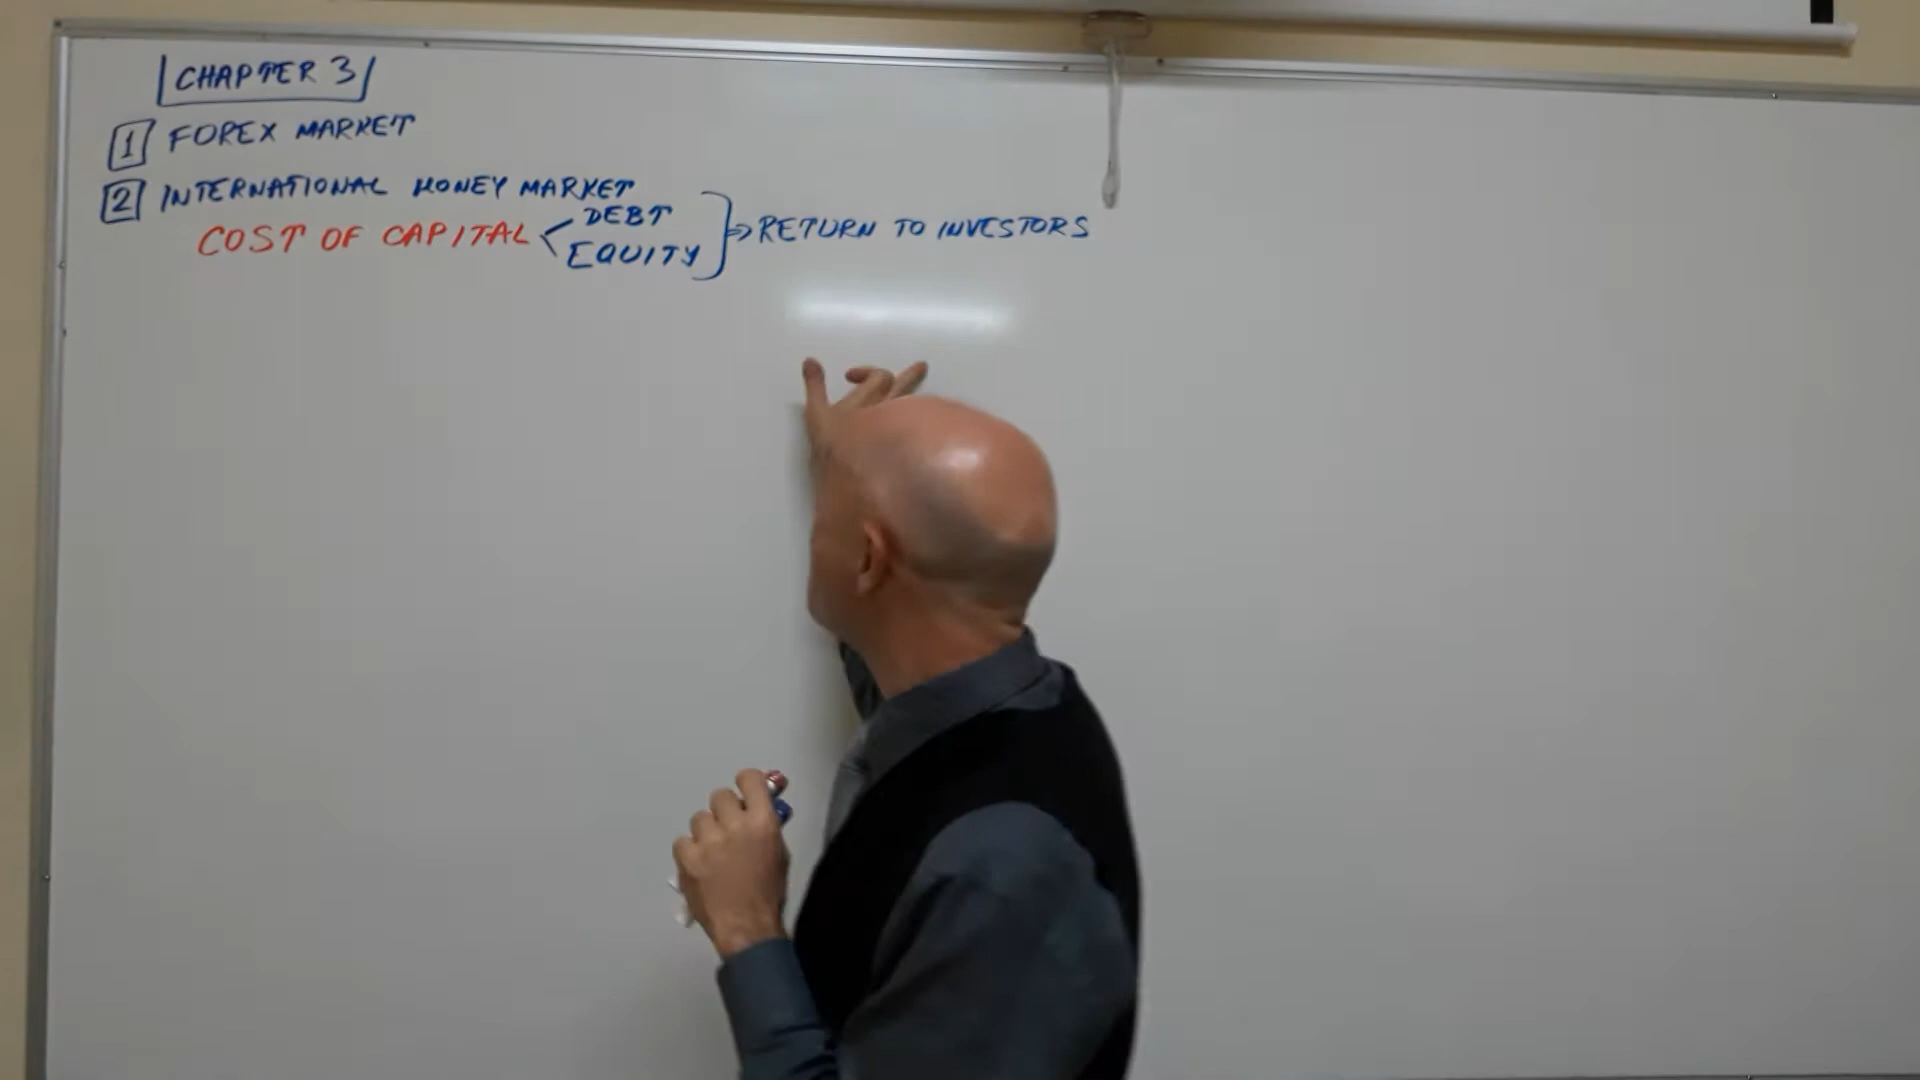 CHAPTER 3
1 FOREX MARKET
2 INTERNATIONAL MONEY MARKET
COST OF CAPITAL < DEBT
EQUITY } ⇒ RETURN TO INVESTORS